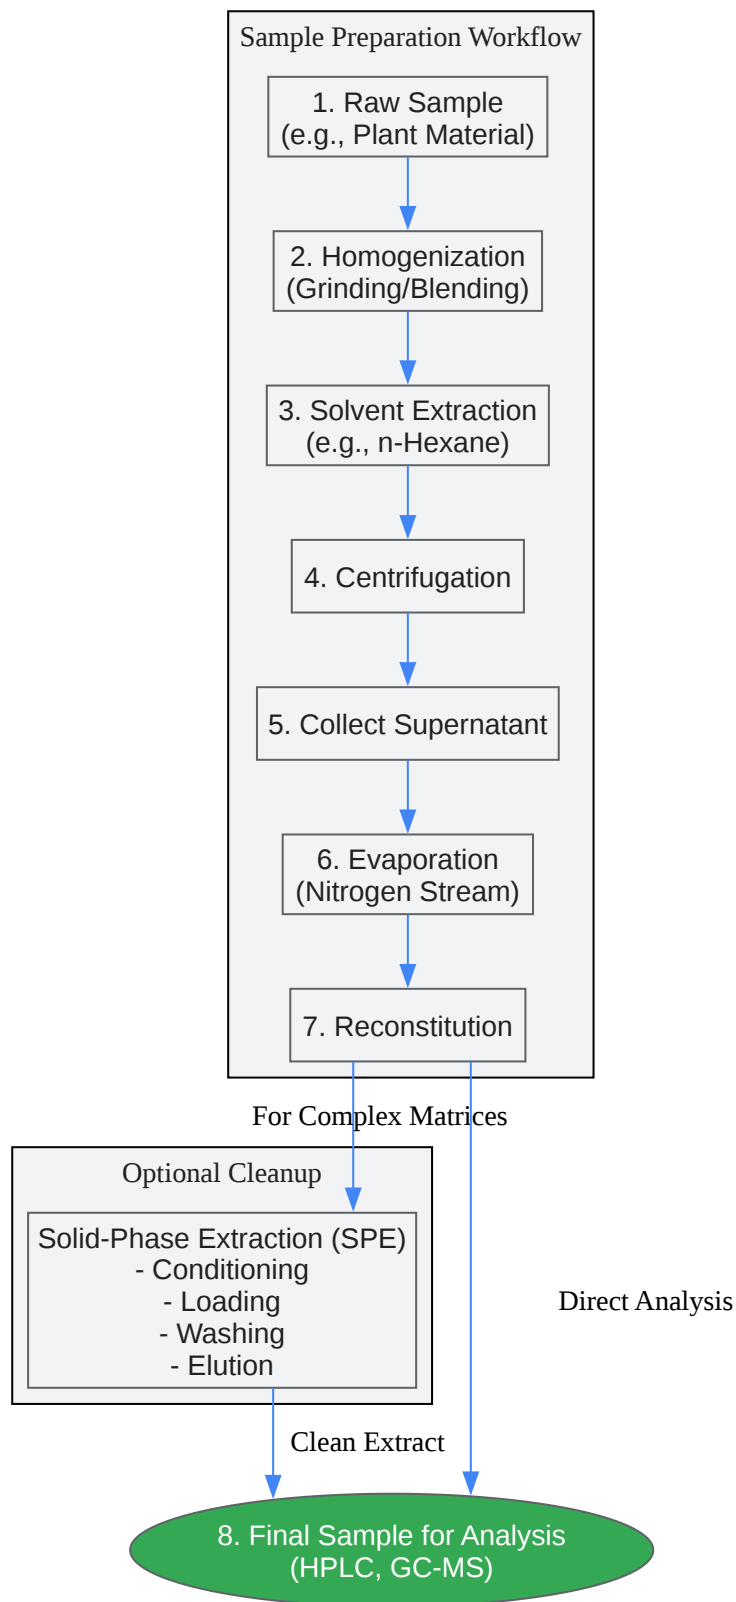 Sample Preparation Workflow
1. Raw Sample
(e.g., Plant Material)
2. Homogenization
(Grinding/Blending)
3. Solvent Extraction
(e.g., n-Hexane)
4. Centrifugation
5. Collect Supernatant
6. Evaporation
(Nitrogen Stream)
7. Reconstitution
For Complex Matrices
Optional Cleanup
Solid-Phase Extraction (SPE)
- Conditioning
- Loading
- Washing
- Elution
Direct Analysis
Clean Extract
8. Final Sample for Analysis
(HPLC, GC-MS)